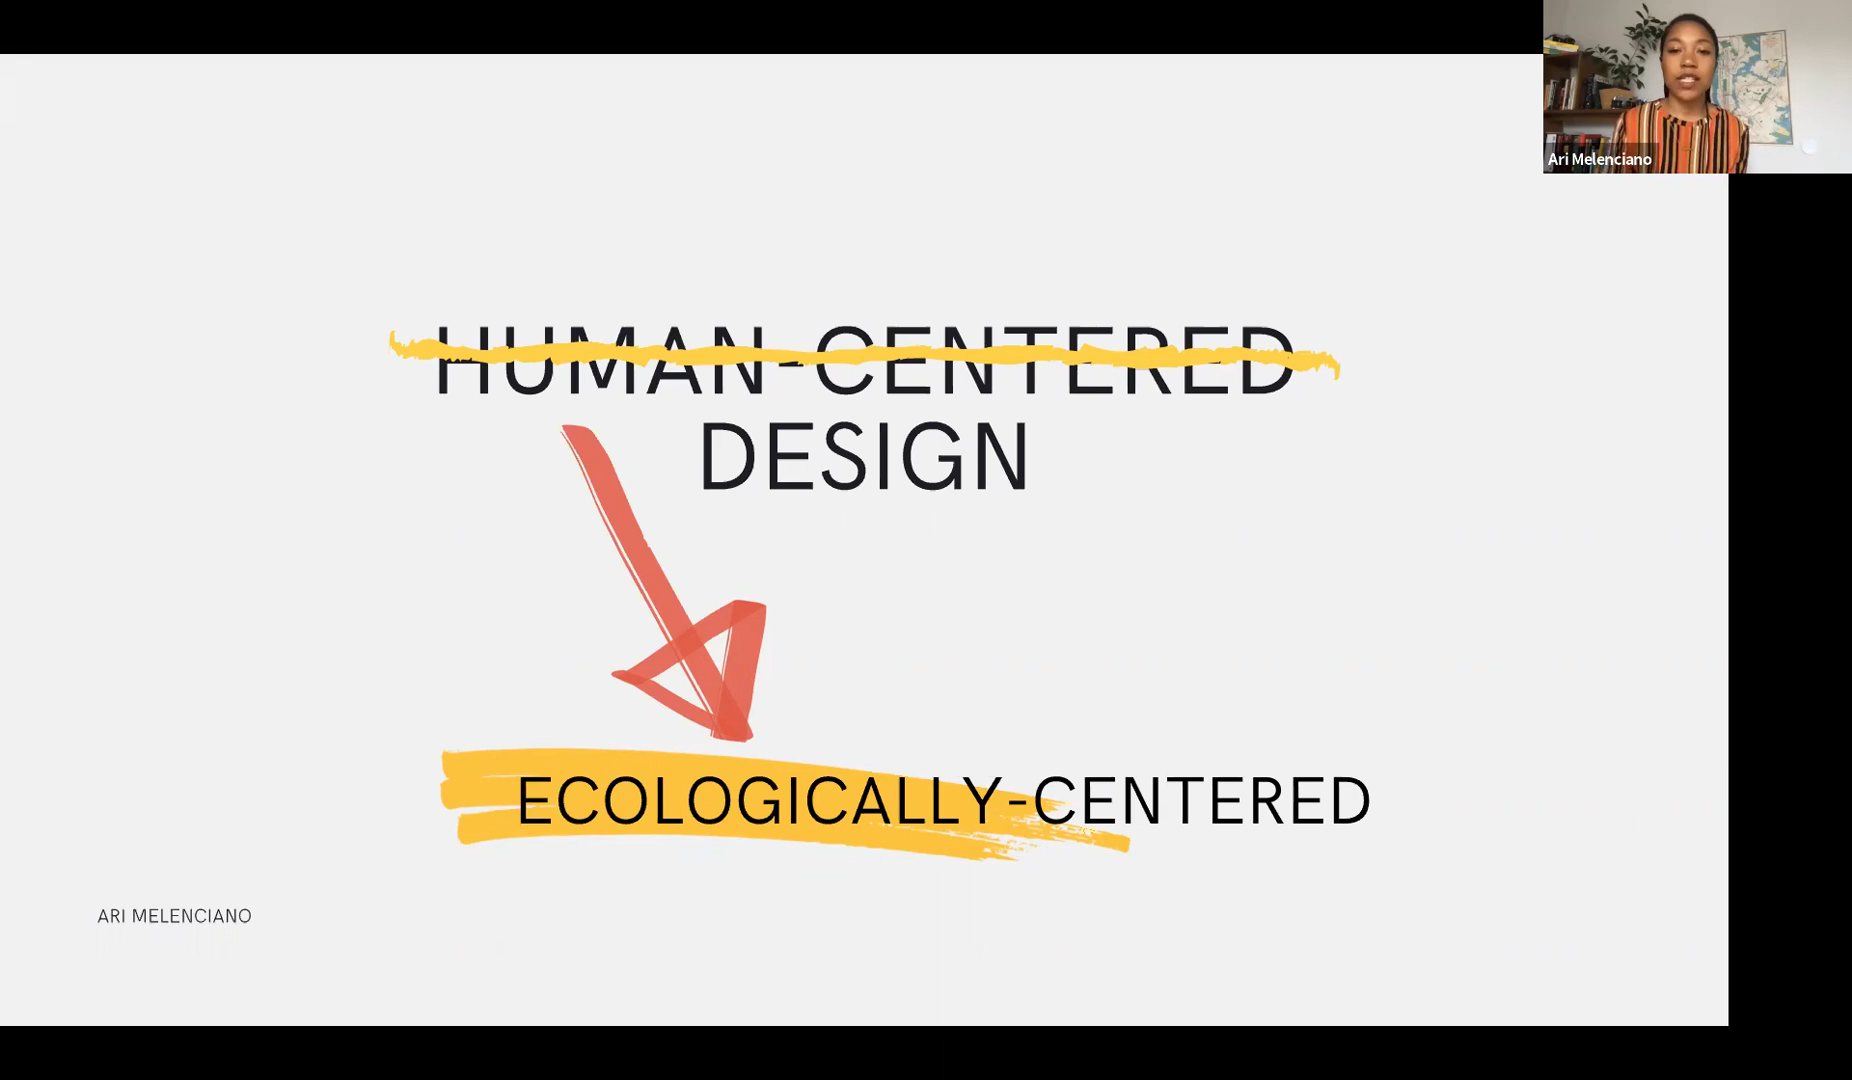 Ari Melenciano
HUMAN-CENTERED
DESIGN
ECOLOGICALLY-CENTERED
ARI MELENCIANO